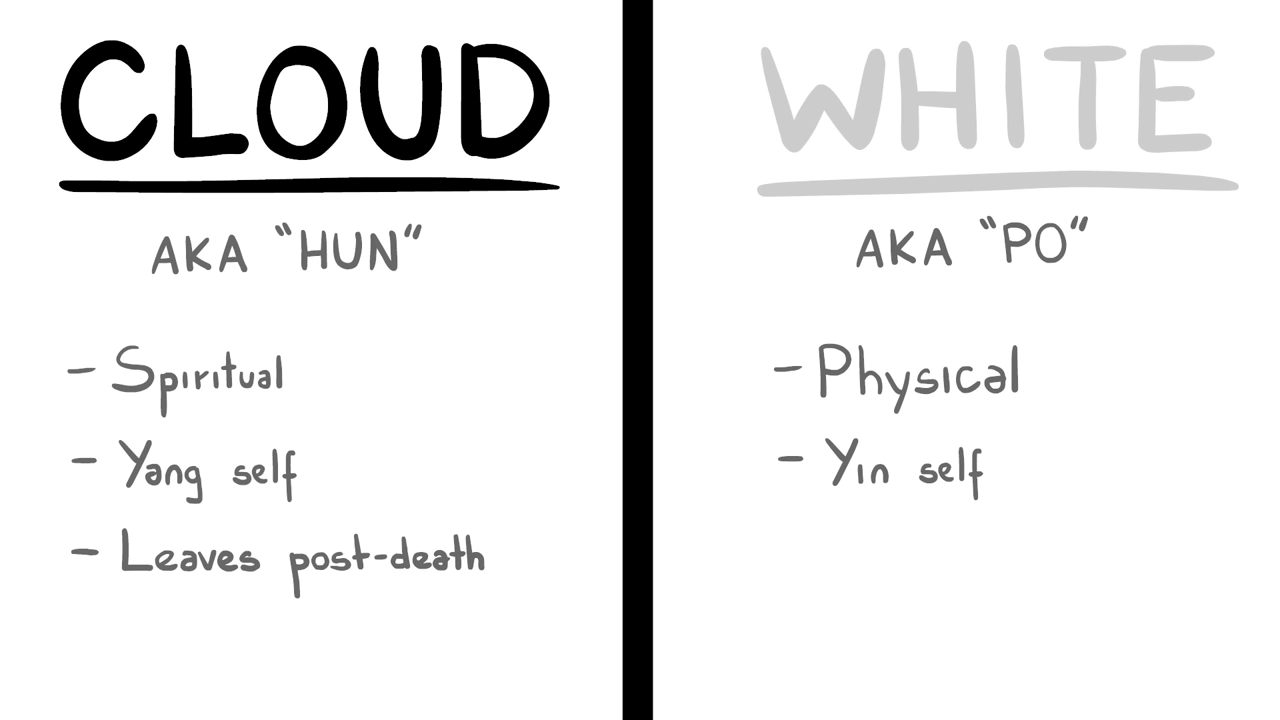 CLOUD
AKA "HUN"
- Spiritual
- Yang self
- Leaves post-death
WHITE
AKA "PO"
- Physical
- Yin self